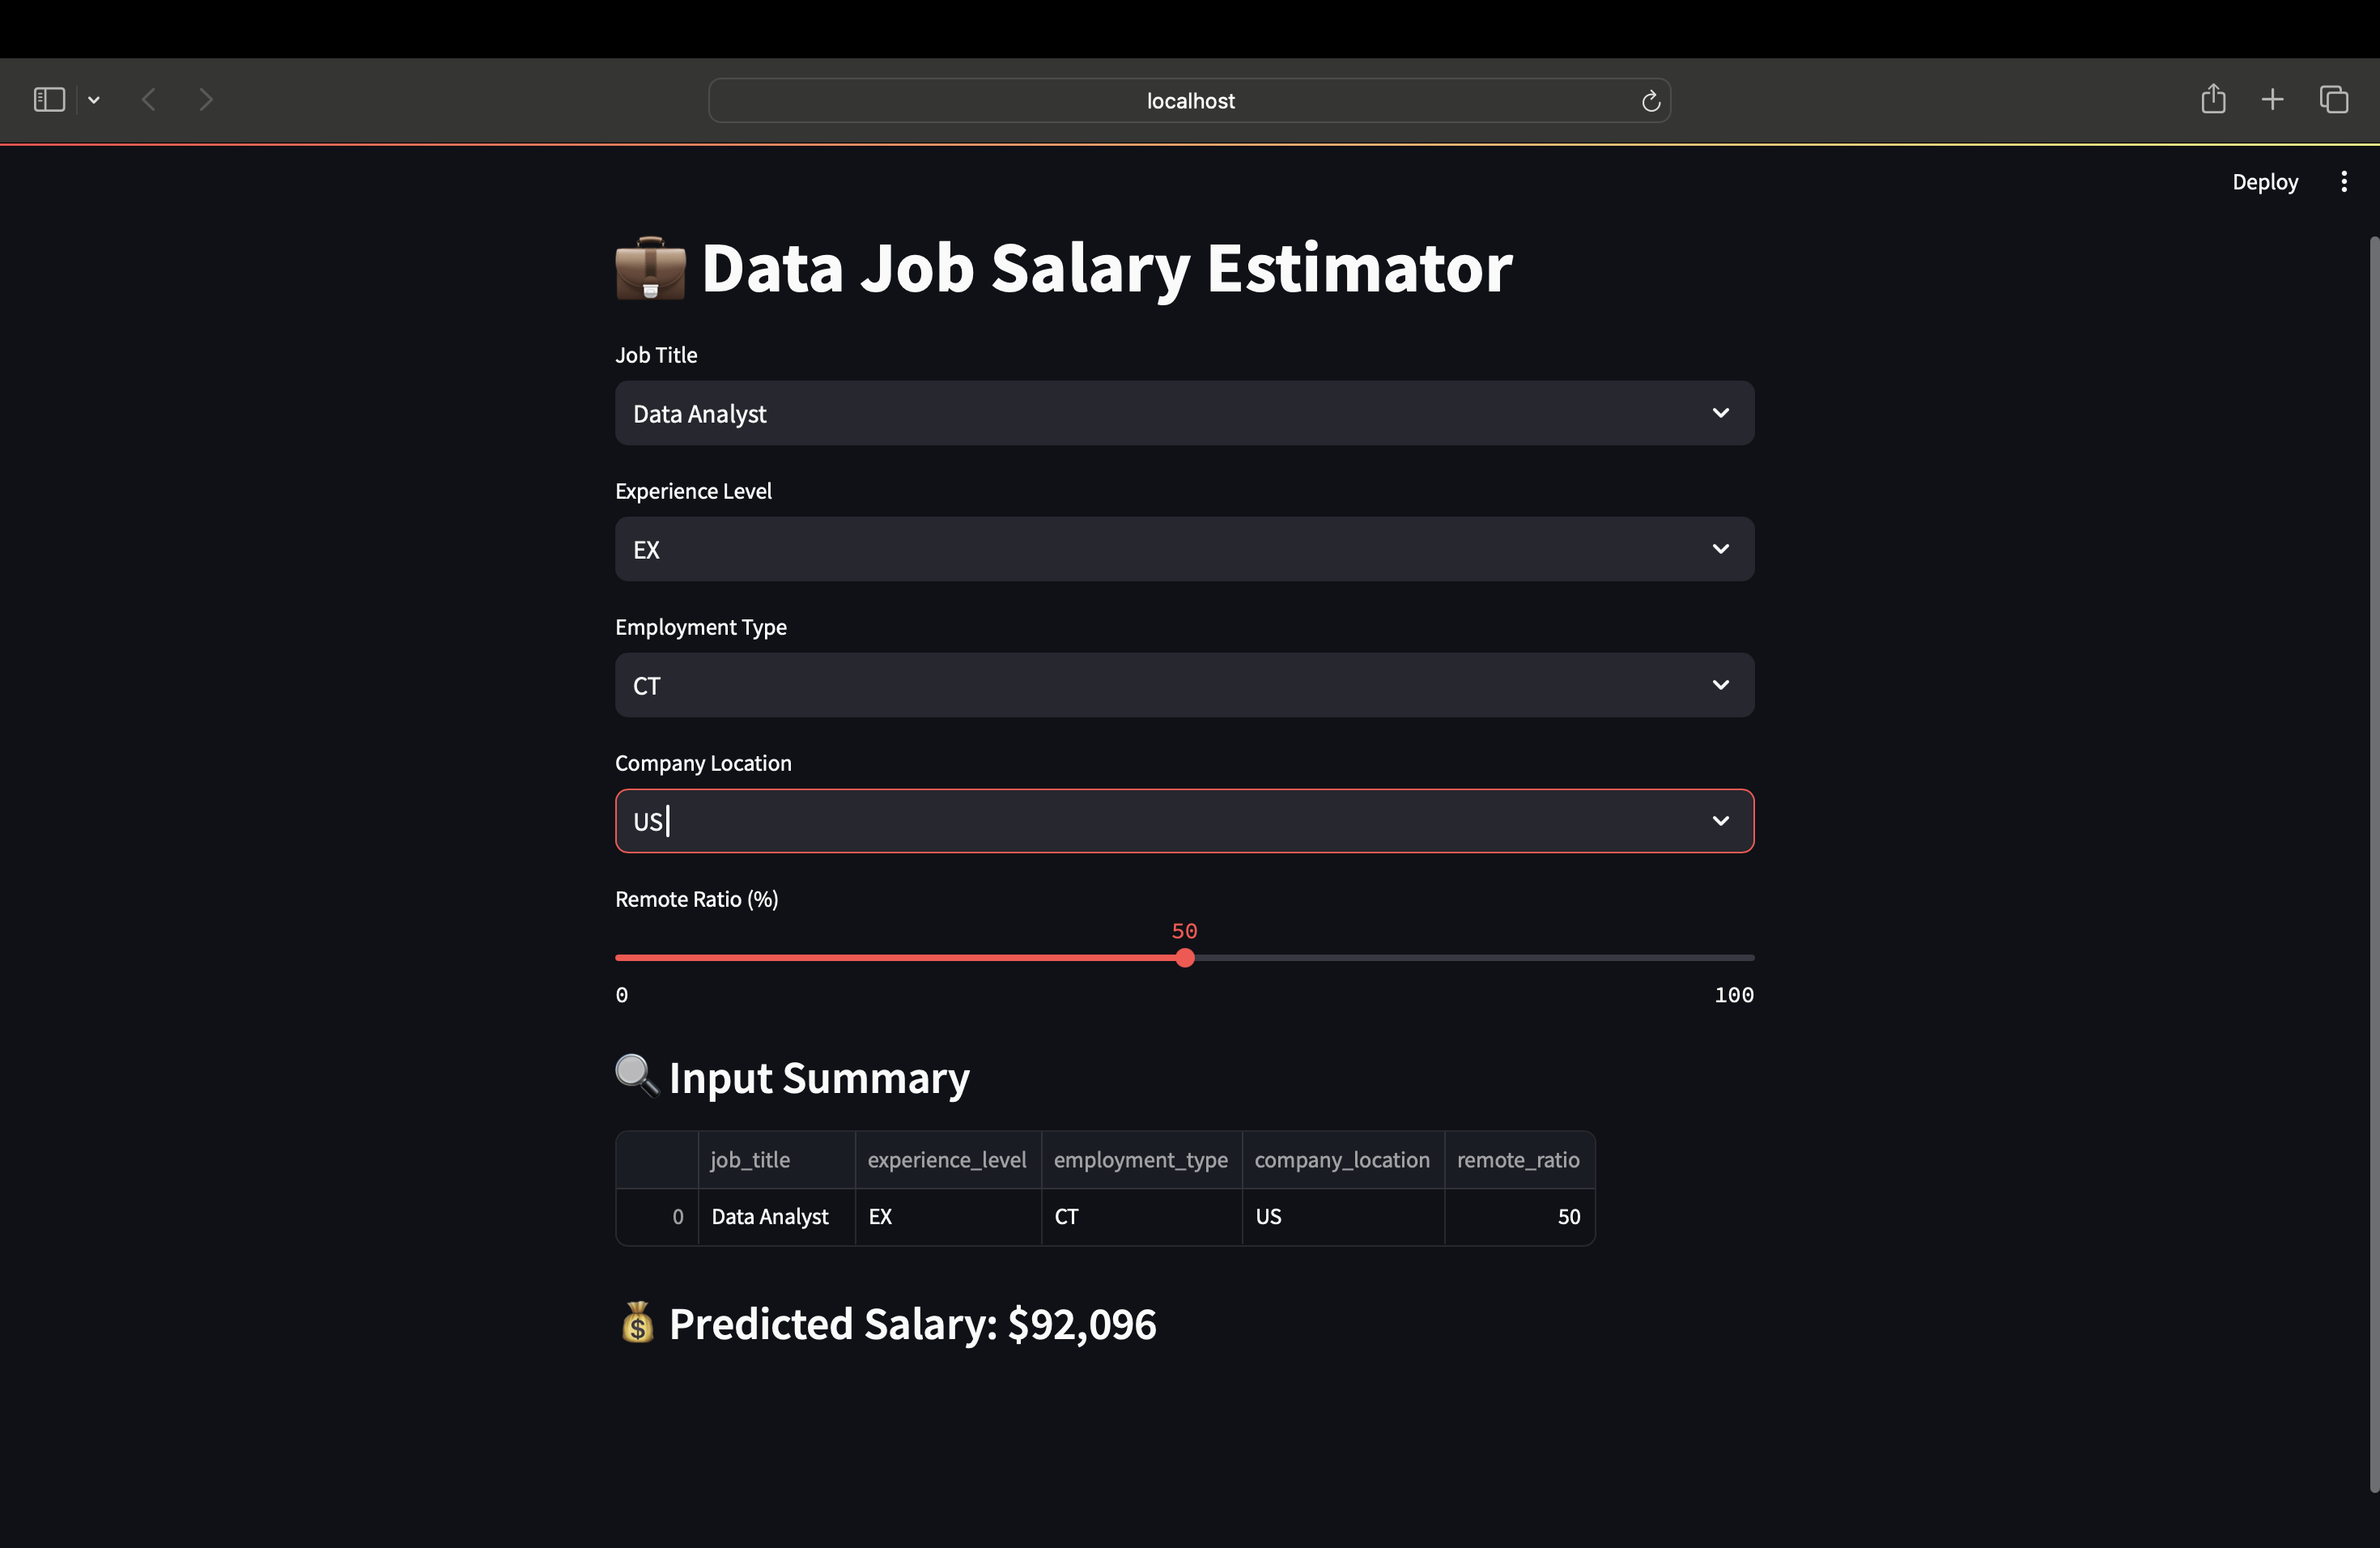 localhost
Deploy
Data Job Salary Estimator
Job Title
Data Analyst
Experience Level
EX
Employment Type
CT
Company Location
US
Remote Ratio (%)
50
0 100
Input Summary
job_title experience_level employment_type company_location remote_ratio
0 Data Analyst EX CT US 50
Predicted Salary: $92,096